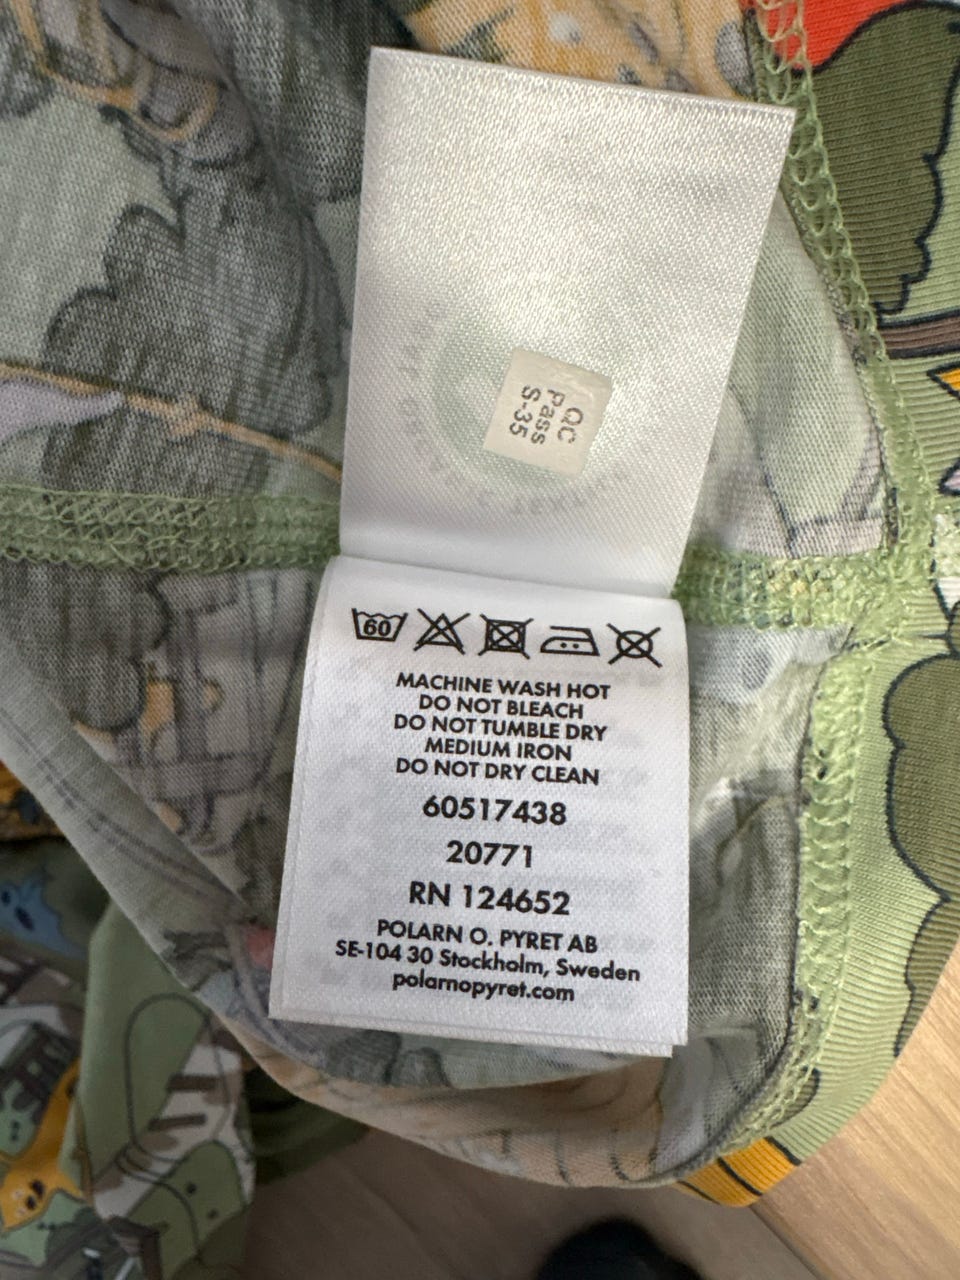 QC
Pass
S-35
60
MACHINE WASH HOT
DO NOT BLEACH
DO NOT TUMBLE DRY
MEDIUM IRON
DO NOT DRY CLEAN
60517438
20771
RN 124652
POLARN O. PYRET AB
SE-104 30 Stockholm, Sweden
polarnopyret.com